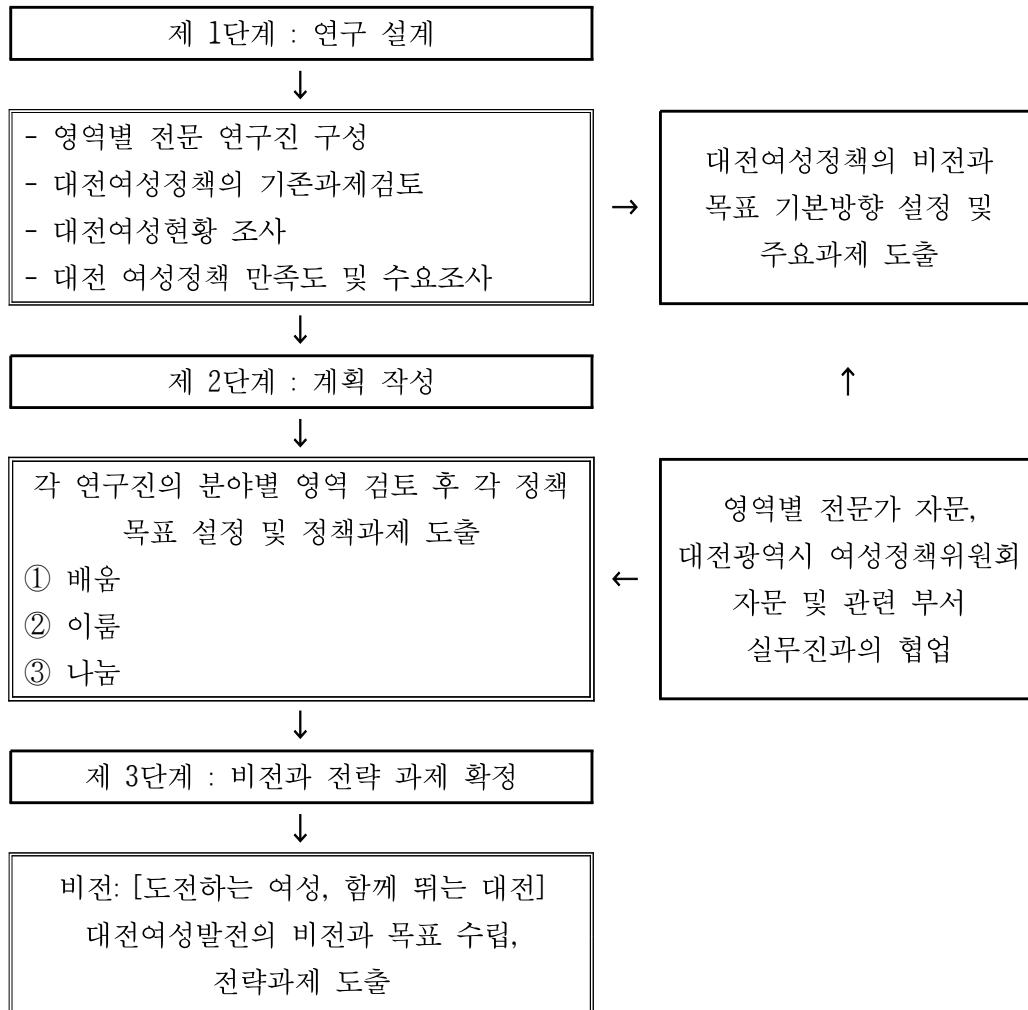 제 1단계 : 연구 설계
↓
- 영역별 전문 연구진 구성
- 대전여성정책의 기존과제검토
- 대전여성현황 조사
- 대전 여성정책 만족도 및 수요조사
→
대전여성정책의 비전과
목표 기본방향 설정 및
주요과제 도출
↓
제 2단계 : 계획 작성
↑
↓
각 연구진의 분야별 영역 검토 후 각 정책
목표 설정 및 정책과제 도출
① 배움
② 이룸
③ 나눔
←
영역별 전문가 자문,
대전광역시 여성정책위원회
자문 및 관련 부서
실무진과의 협업
↓
제 3단계 : 비전과 전략 과제 확정
↓
비전: [도전하는 여성, 함께 뛰는 대전]
대전여성발전의 비전과 목표 수립,
전략과제 도출